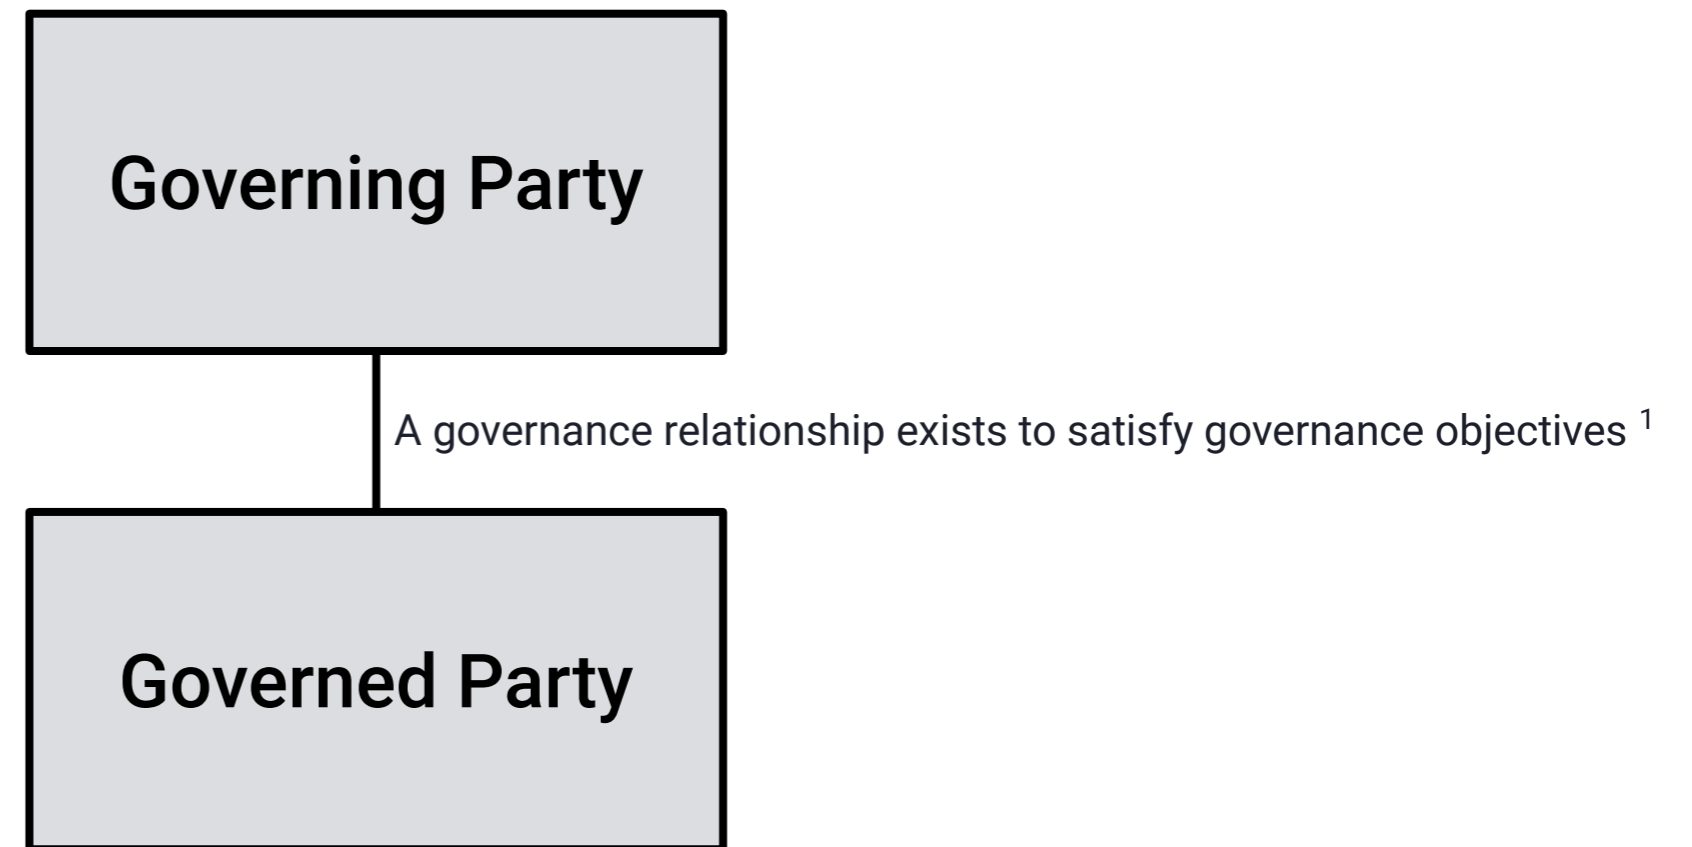 Governing Party
A governance relationship exists to satisfy governance objectives ¹
Governed Party